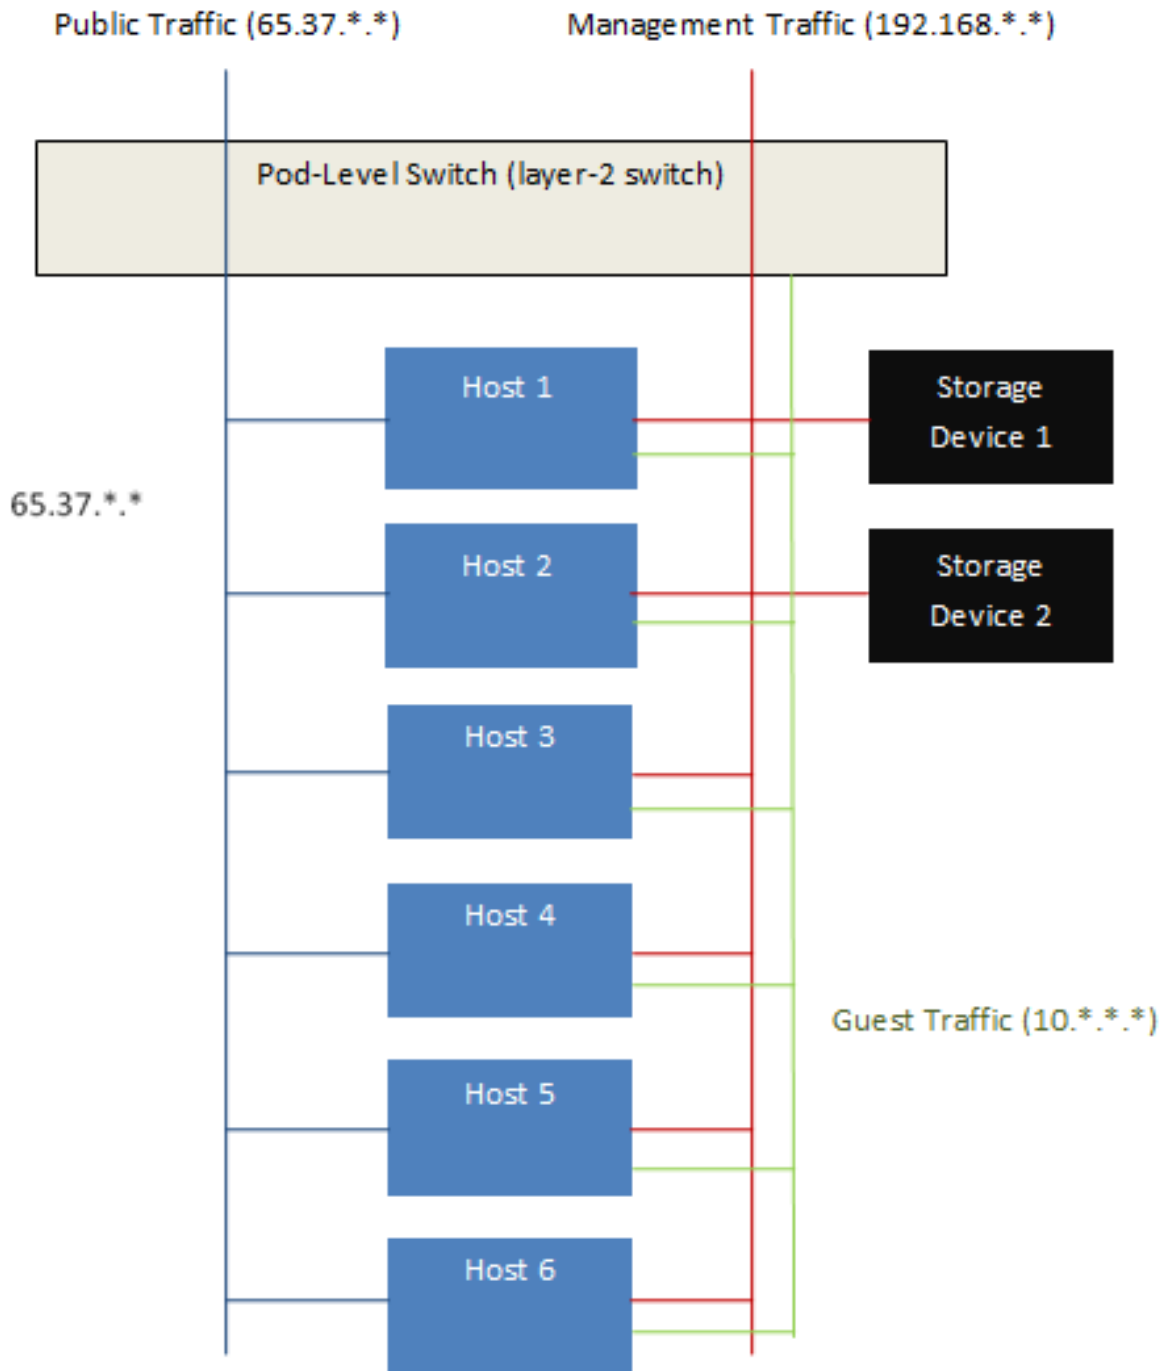 Public Traffic (65.37.*.*)
Management Traffic (192.168.*.*)
Pod-Level Switch (layer-2 switch)
Host 1
Storage
Device 1
65.37.*.*
Host 2
Storage
Device 2
Host 3
Host 4
Guest Traffic (10.*.*.*)
Host 5
Host 6